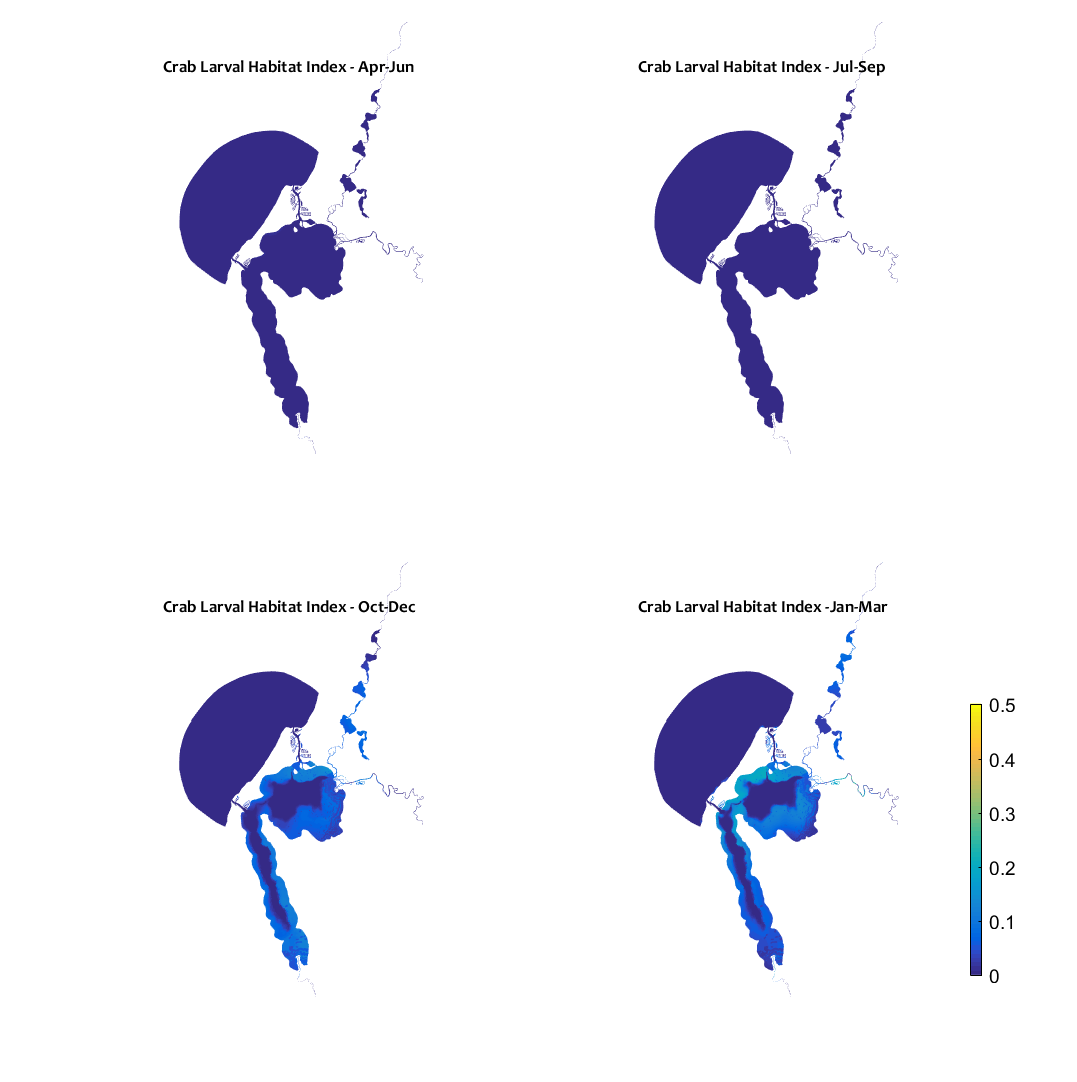 Crab Larval Habitat Index - Apr-Jun
Crab Larval Habitat Index - Jul-Sep
Crab Larval Habitat Index - Oct-Dec
Crab Larval Habitat Index -Jan-Mar
0.5
0.4
0.3
0.2
0.1
0